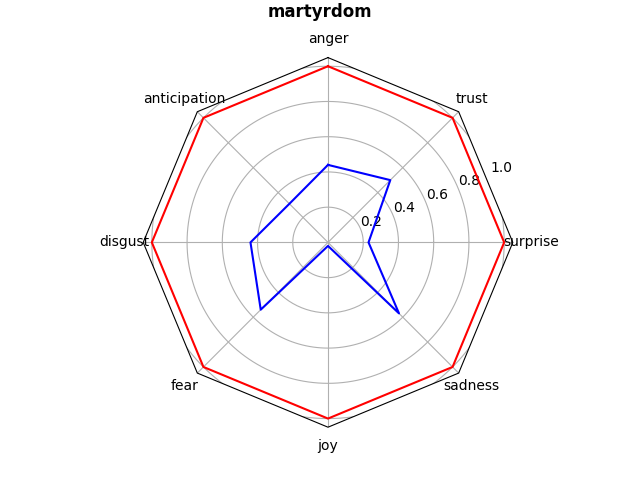 martyrdom
anger
anticipation
trust
1.0
0.8
0.6
0.4
0.2
disgust
surprise
fear
sadness
joy